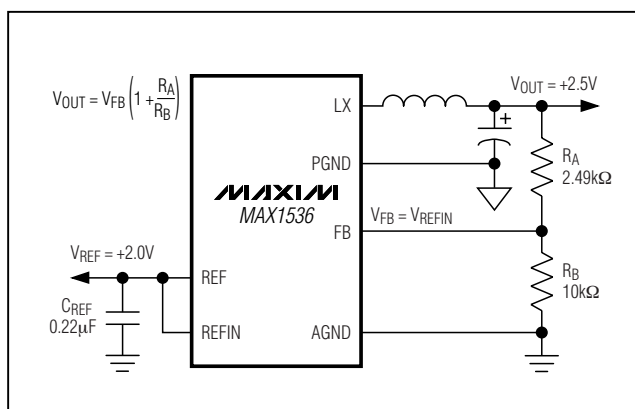 V_OUT = V_FB (1 + R_A/R_B)
LX
V_OUT = +2.5V
+
PGND
R_A
2.49kΩ
MAXIM
MAX1536
V_FB = V_REFIN
FB
V_REF = +2.0V
REF
R_B
10kΩ
C_REF
0.22µF
REFIN
AGND